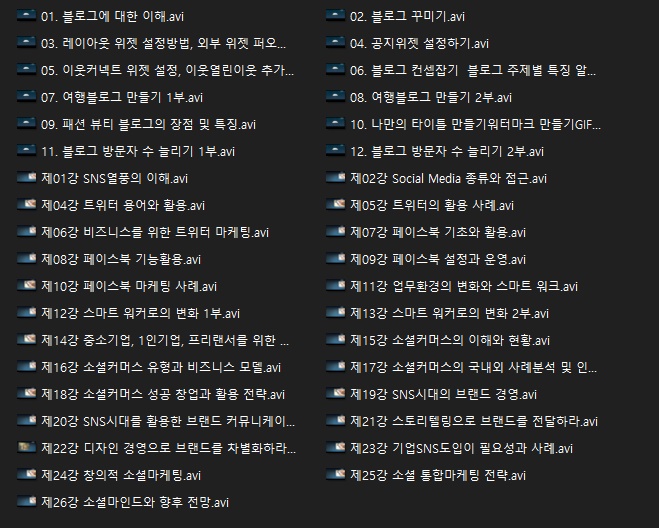 01. 블로그에 대한 이해.avi
02. 블로그 꾸미기.avi
03. 레이아웃 위젯 설정방법, 외부 위젯 퍼오...
04. 공지위젯 설정하기.avi
05. 이웃커넥트 위젯 설정, 이웃열린이웃 추가...
06. 블로그 컨셉잡기  블로그 주제별 특징 알...
07. 여행블로그 만들기 1부.avi
08. 여행블로그 만들기 2부.avi
09. 패션 뷰티 블로그의 장점 및 특징.avi
10. 나만의 타이틀 만들기워터마크 만들기GIF...
11. 블로그 방문자 수 늘리기 1부.avi
12. 블로그 방문자 수 늘리기 2부.avi
제01강 SNS열풍의 이해.avi
제02강 Social Media 종류와 접근.avi
제04강 트위터 용어와 활용.avi
제05강 트위터의 활용 사례.avi
제06강 비즈니스를 위한 트위터 마케팅.avi
제07강 페이스북 기초와 활용.avi
제08강 페이스북 기능활용.avi
제09강 페이스북 설정과 운영.avi
제10강 페이스북 마케팅 사례.avi
제11강 업무환경의 변화와 스마트 워크.avi
제12강 스마트 워커로의 변화 1부.avi
제13강 스마트 워커로의 변화 2부.avi
제14강 중소기업, 1인기업, 프리랜서를 위한 ...
제15강 소셜커머스의 이해와 현황.avi
제16강 소셜커머스 유형과 비즈니스 모델.avi
제17강 소셜커머스의 국내외 사례분석 및 인...
제18강 소셜커머스 성공 창업과 활용 전략.avi
제19강 SNS시대의 브랜드 경영.avi
제20강 SNS시대를 활용한 브랜드 커뮤니케이...
제21강 스토리텔링으로 브랜드를 전달하라.avi
제22강 디자인 경영으로 브랜드를 차별화하라...
제23강 기업SNS도입이 필요성과 사례.avi
제24강 창의적 소셜마케팅.avi
제25강 소셜 통합마케팅 전략.avi
제26강 소셜마인드와 향후 전망.avi